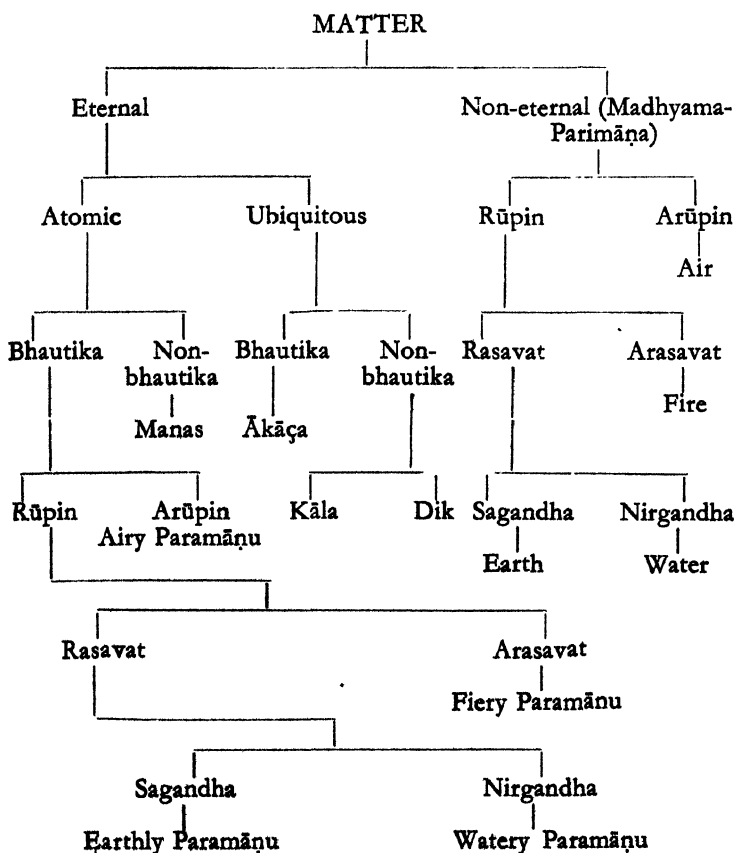 MATTER
Eternal
Non-eternal (Madhyama-
Parimāṇa)
Atomic
Ubiquitous
Rūpin
Arūpin
Air
Bhautika
Non-
bhautika
Bhautika
Non-
bhautika
Rasavat
Arasavat
Manas
Ākāça
Fire
Rūpin
Arūpin
Airy Paramāṇu
Kāla
Dik
Sagandha
Nirgandha
Earth
Water
Rasavat
Arasavat
Fiery Paramānu
Sagandha
Nirgandha
Earthly Paramāṇu
Watery Paramāṇu